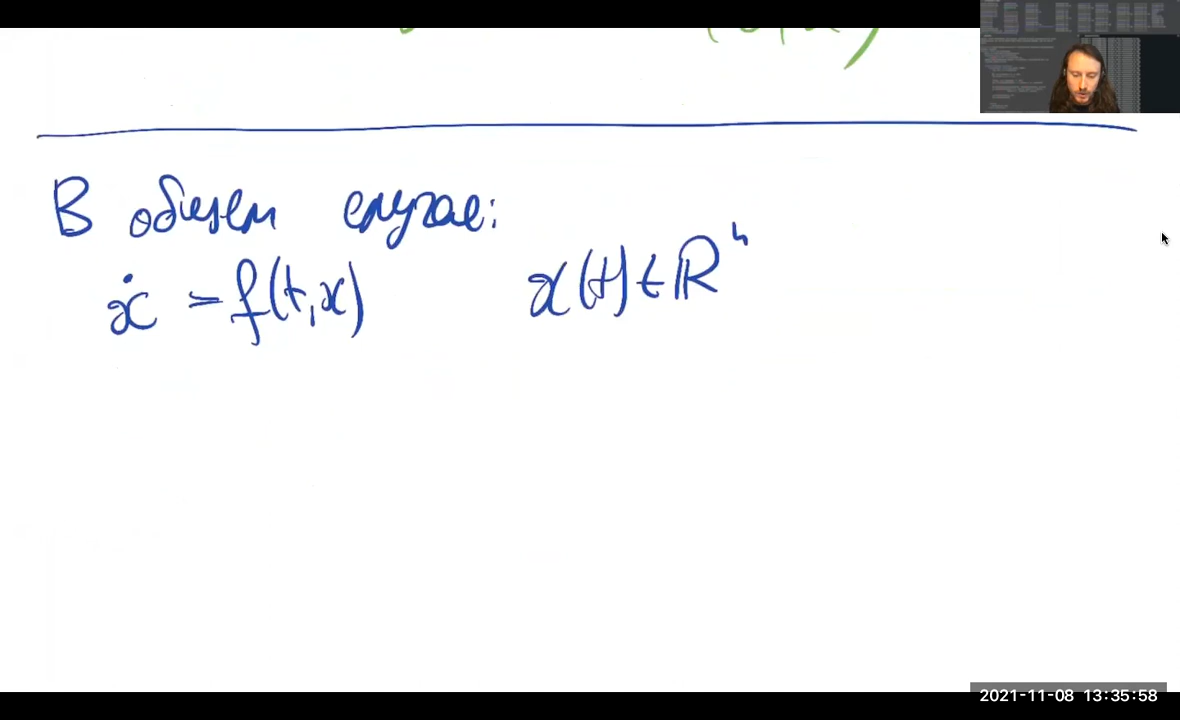 В общем случае:
ẋ = f(t,x) x(t) ∈ ℝⁿ
2021-11-08 13:35:58